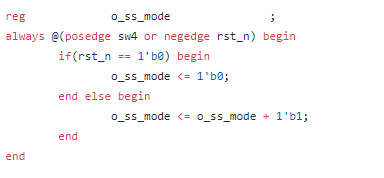 reg o_ss_mode ;
always @(posedge sw4 or negedge rst_n) begin
if(rst_n == 1'b0) begin
o_ss_mode <= 1'b0;
end else begin
o_ss_mode <= o_ss_mode + 1'b1;
end
end